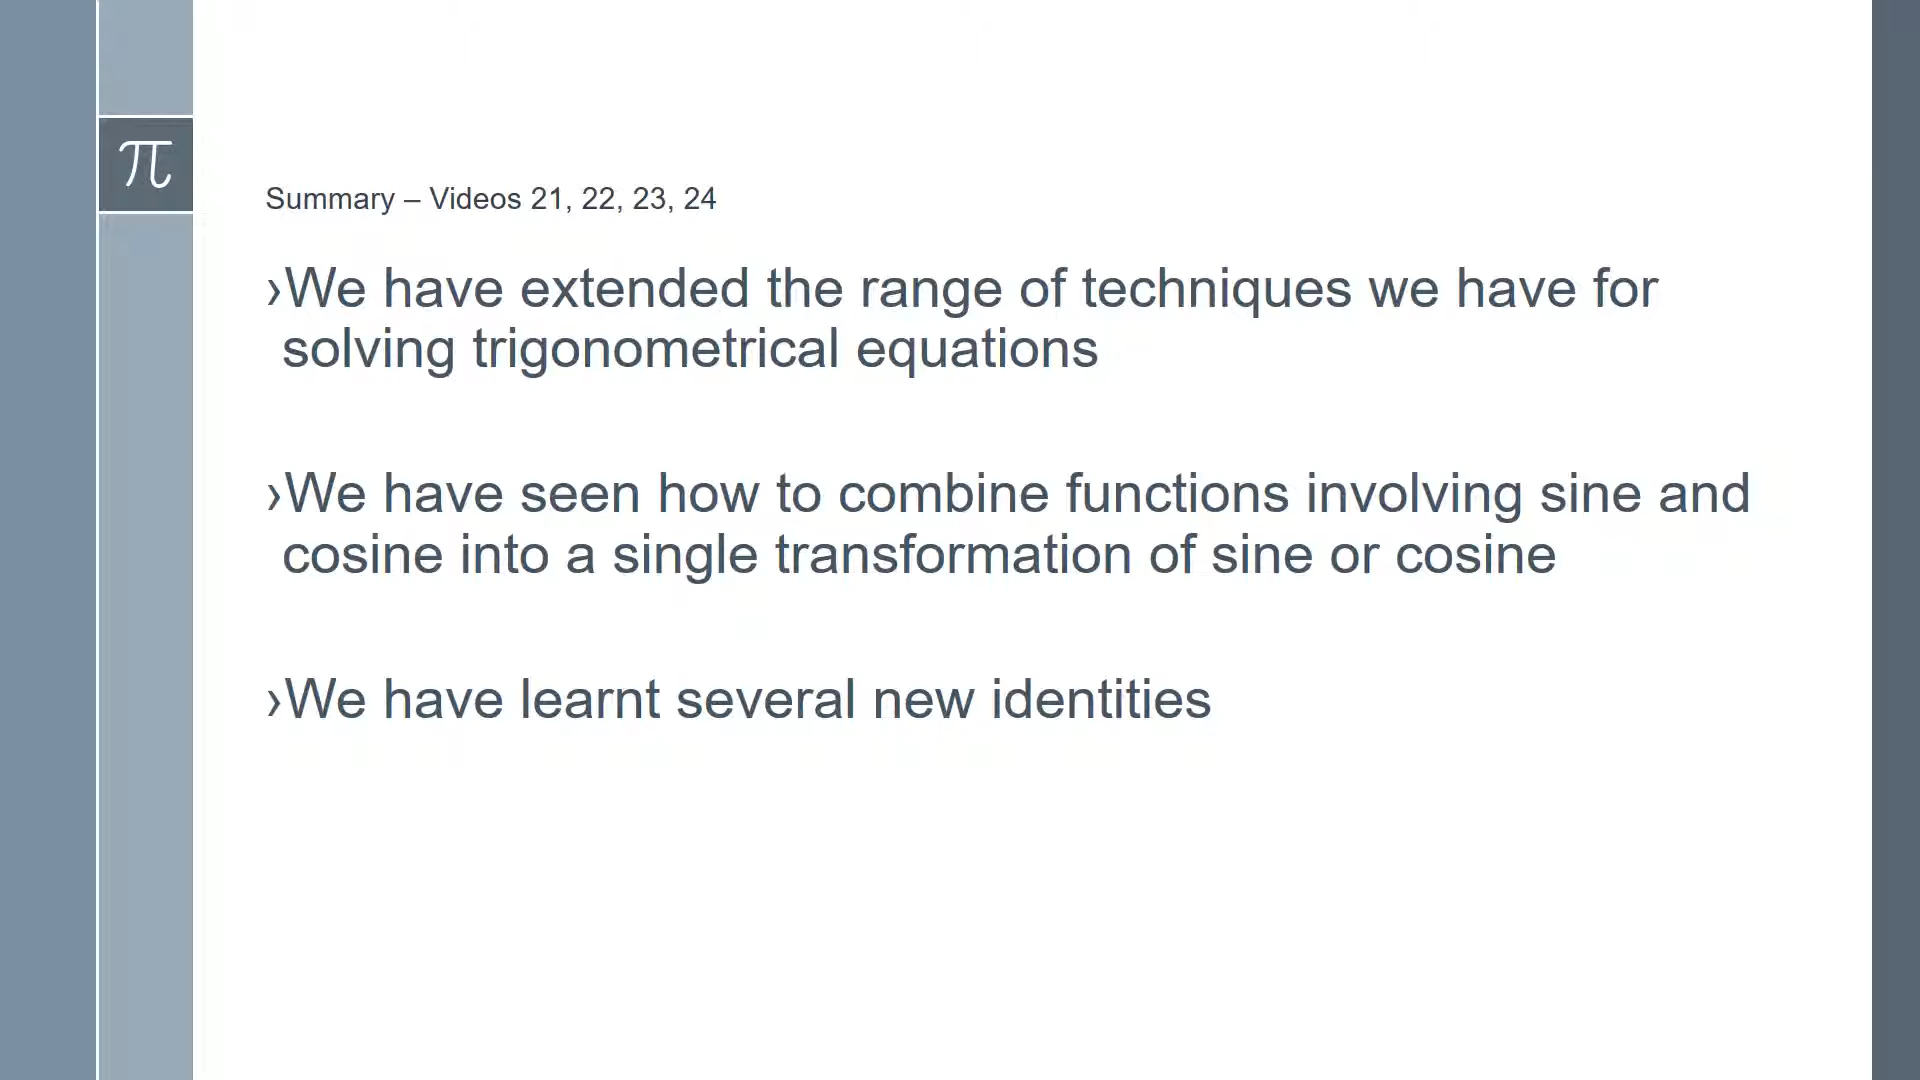 π
Summary – Videos 21, 22, 23, 24
›We have extended the range of techniques we have for
solving trigonometrical equations
›We have seen how to combine functions involving sine and
cosine into a single transformation of sine or cosine
›We have learnt several new identities